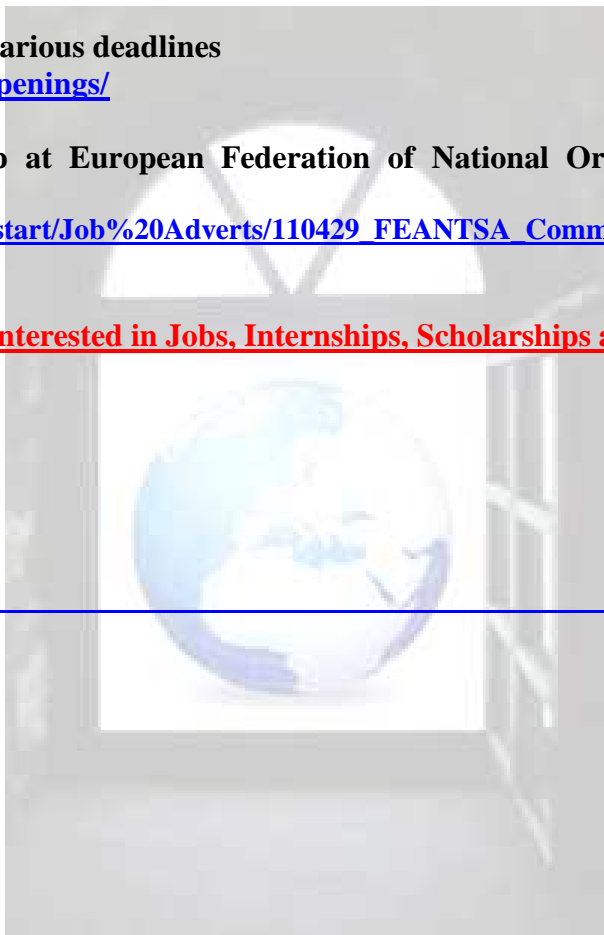 arious deadlines
penings/
at European Federation of National Or
start/Job%20Adverts/110429_FEANTSA_Comm
nterested in Jobs, Internships, Scholarships a